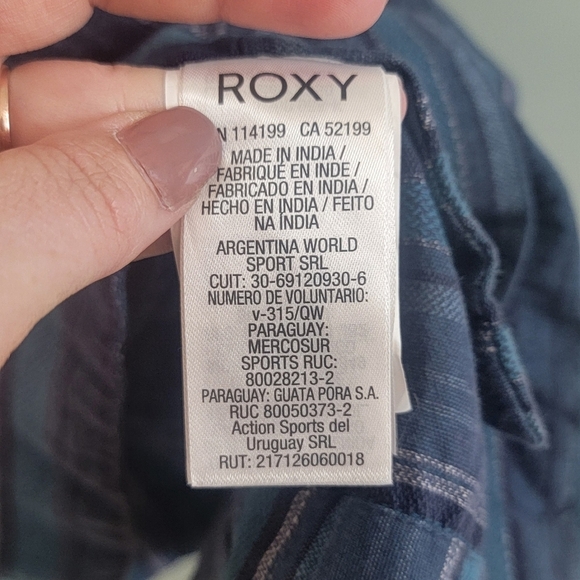 ROXY
N 114199 CA 52199
MADE IN INDIA /
FABRIQUÉ EN INDE /
FABRICADO EN INDIA /
HECHO EN INDIA / FEITO
NA ÍNDIA
ARGENTINA WORLD
SPORT SRL
CUIT: 30-69120930-6
NUMERO DE VOLUNTARIO:
v-315/QW
PARAGUAY:
MERCOSUR
SPORTS RUC:
80028213-2
PARAGUAY: GUATA PORA S.A.
RUC 80050373-2
Action Sports del
Uruguay SRL
RUT: 217126060018